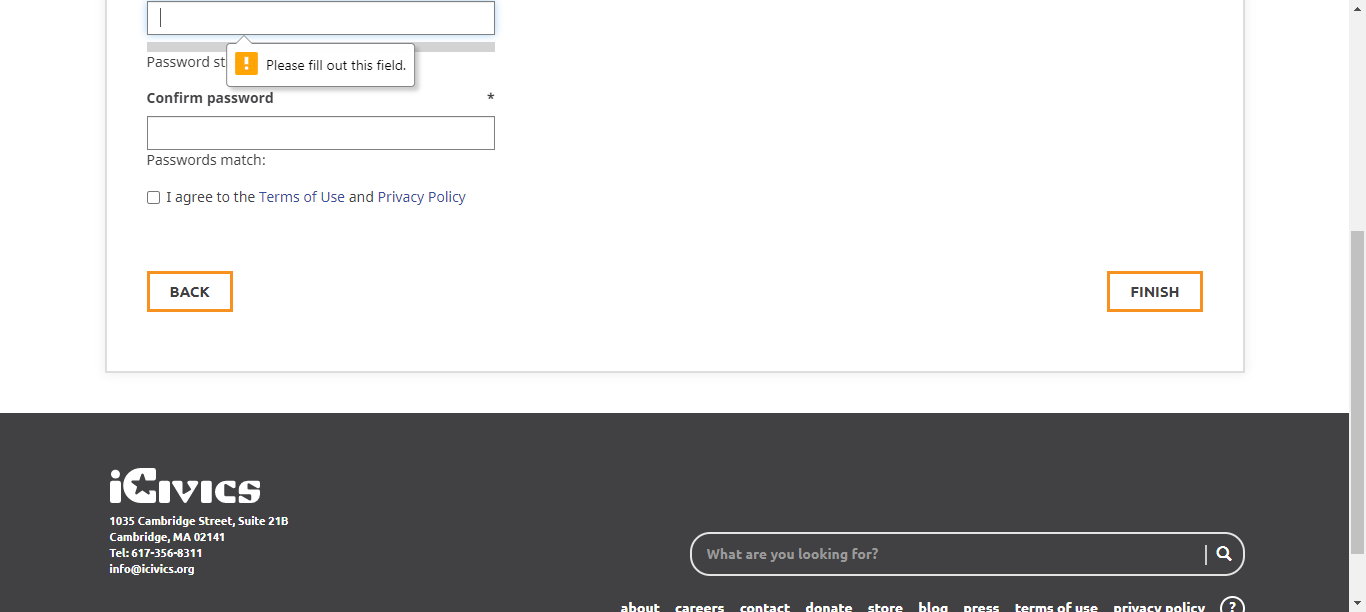 Password st
! Please fill out this field.
Confirm password *
Passwords match:
I agree to the Terms of Use and Privacy Policy
BACK
FINISH
iCivics
1035 Cambridge Street, Suite 21B
Cambridge, MA 02141
Tel: 617-356-8311
info@icivics.org
What are you looking for?
about careers contact donate store blog press terms of use privacy policy ?